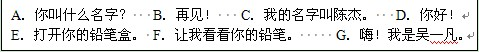 A. 你叫什么名字? B. 再见! C. 我的名字叫陈杰。 D. 你好!
E. 打开你的铅笔盒。 F. 让我看看你的铅笔。 G. 嗨! 我是吴一凡。